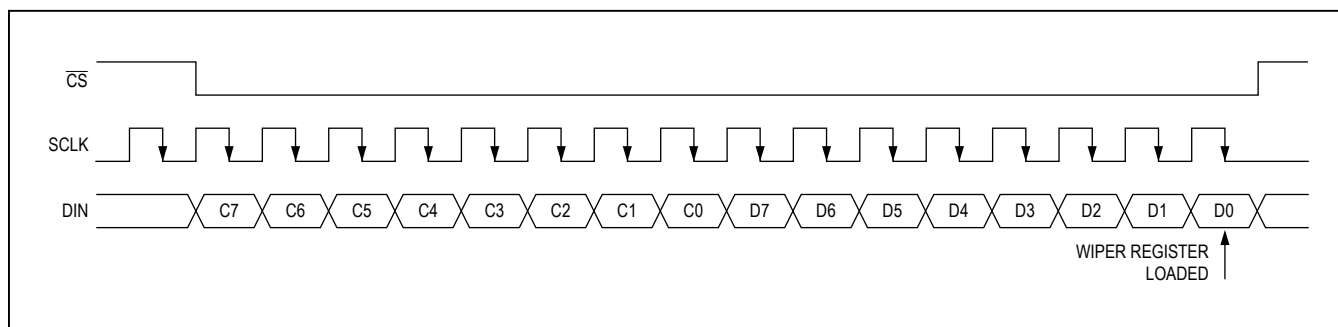 CS
SCLK
DIN C7 C6 C5 C4 C3 C2 C1 C0 D7 D6 D5 D4 D3 D2 D1 D0
WIPER REGISTER
LOADED